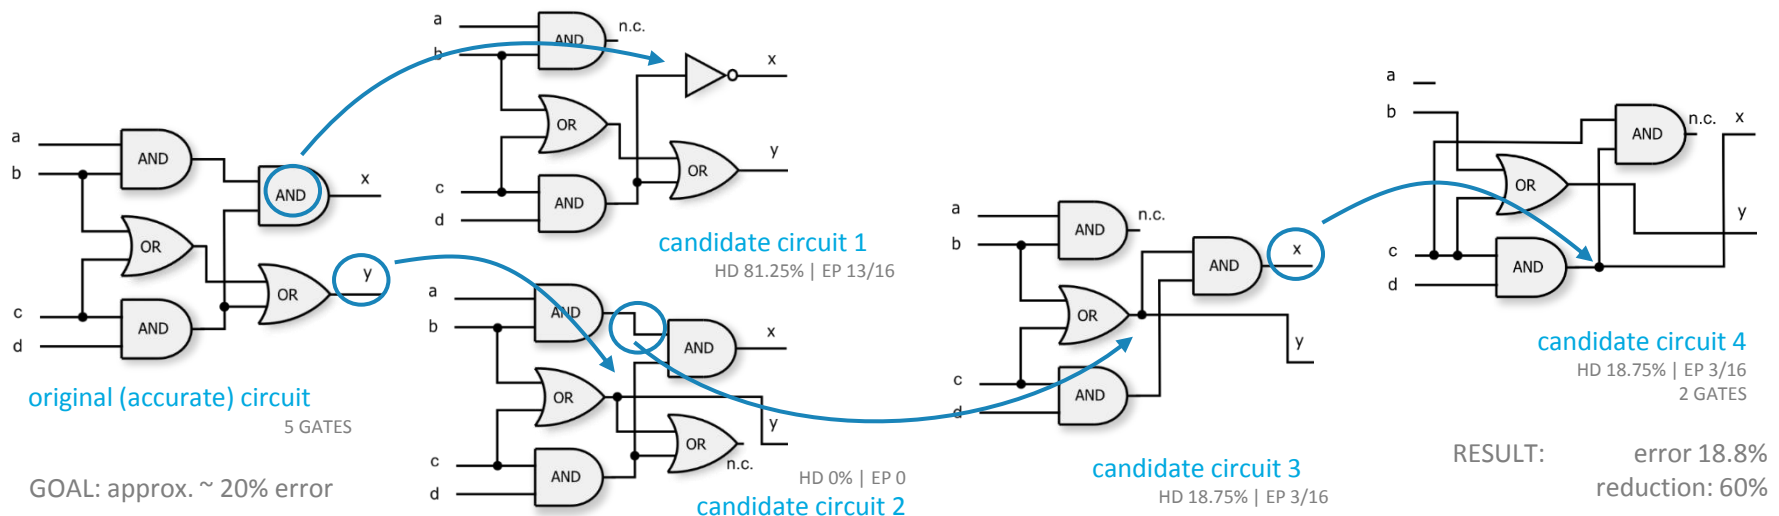 a
b
c
d
AND
OR
AND
AND
OR
x
y
original (accurate) circuit
5 GATES
GOAL: approx. ~ 20% error
a
b
c
d
AND
n.c.
OR
AND
OR
x
y
candidate circuit 1
HD 81.25% | EP 13/16
a
b
c
d
AND
OR
AND
AND
OR
n.c.
x
y
HD 0% | EP 0
candidate circuit 2
a
b
c
d
AND
n.c.
OR
AND
AND
x
y
candidate circuit 3
HD 18.75% | EP 3/16
a
b
c
d
AND
n.c.
OR
AND
x
y
candidate circuit 4
HD 18.75% | EP 3/16
2 GATES
RESULT: error 18.8%
reduction: 60%